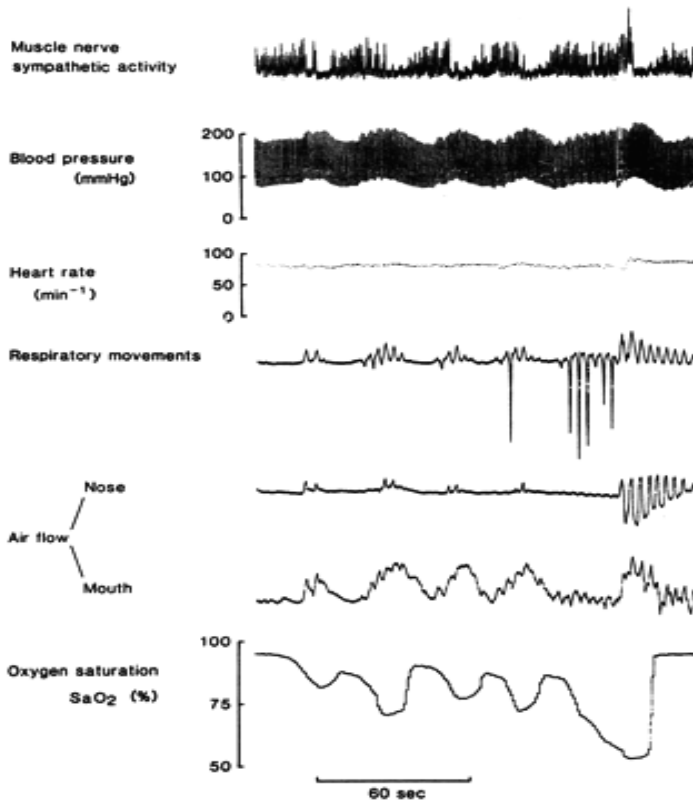 Muscle nerve
sympathetic activity
200
Blood pressure
100
(mmHg)
0
100
Heart rate
50
(min⁻¹)
0
Respiratory movements
Nose
Air flow
Mouth
100
Oxygen saturation
75
SaO₂ (%)
50
60 sec